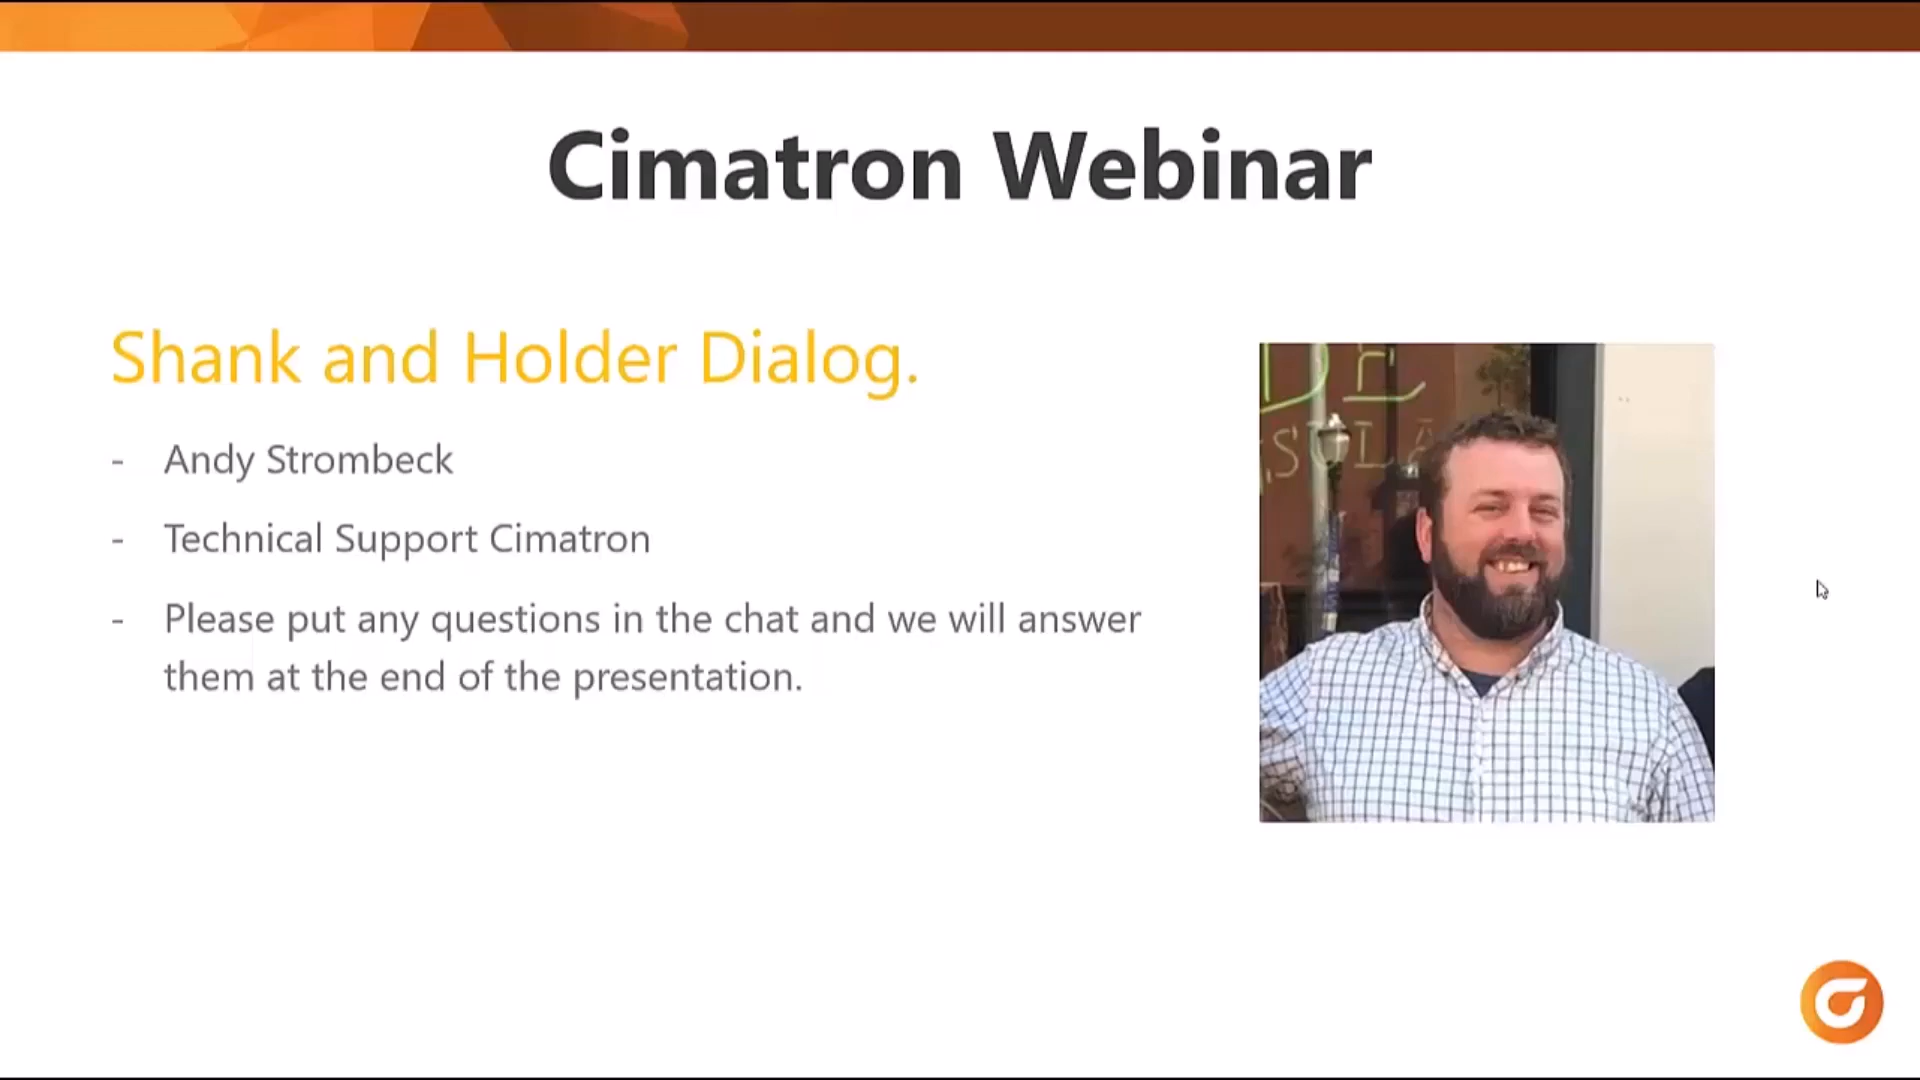 Cimatron Webinar
Shank and Holder Dialog.
- Andy Strombeck
- Technical Support Cimatron
- Please put any questions in the chat and we will answer
them at the end of the presentation.